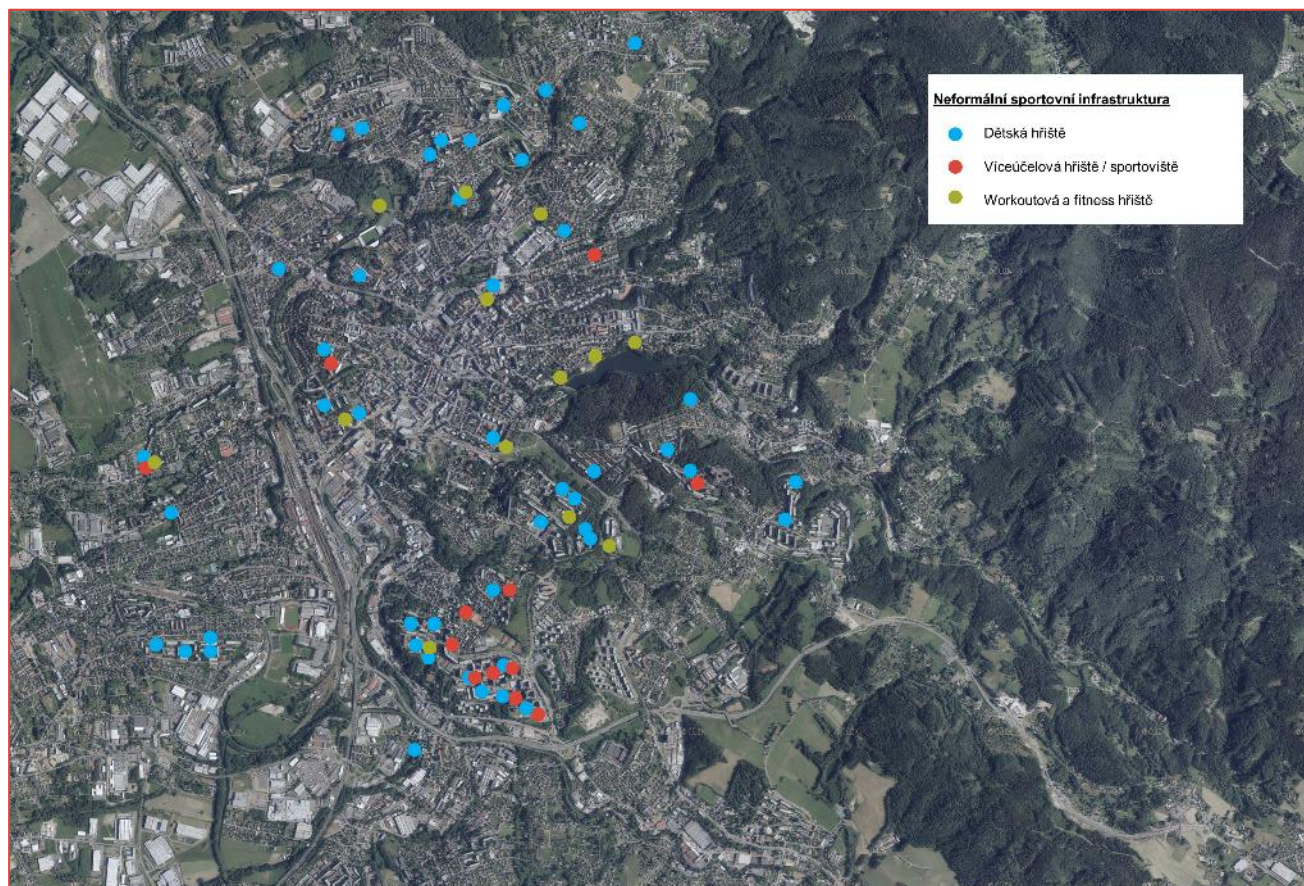 Neformální sportovní infrastruktura
Dětská hřiště
Víceúčelová hřiště / sportoviště
Workoutová a fitness hřiště